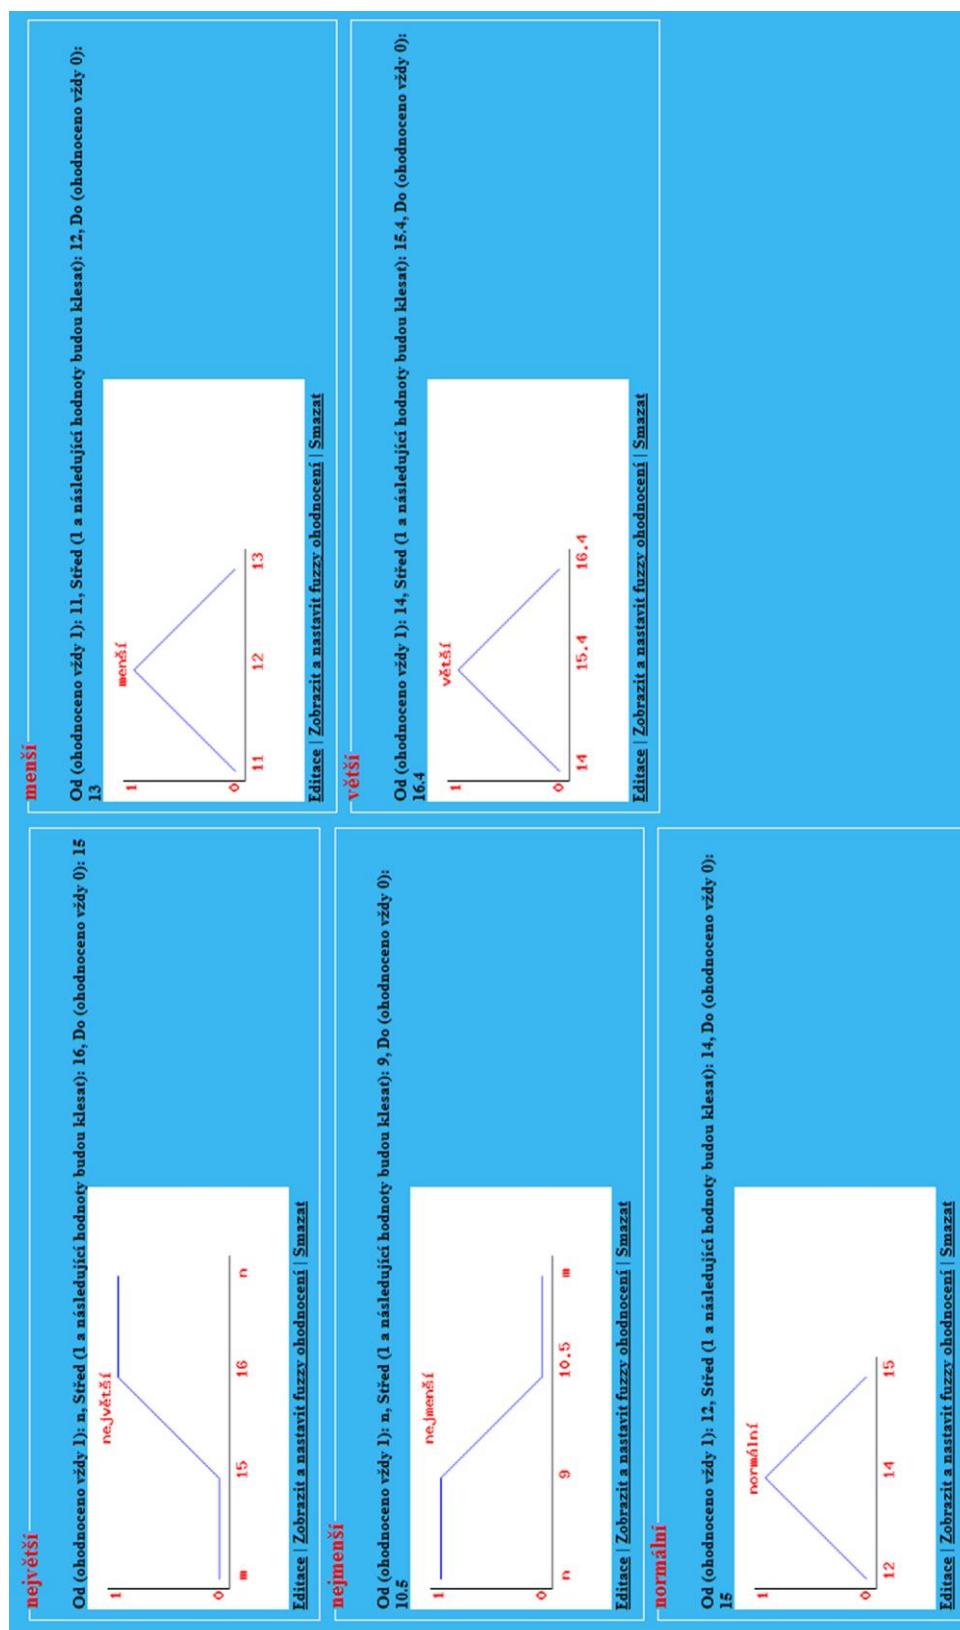 největší
Od (ohodnoceno vždy 1): n, Střed (1 a následující hodnoty budou klesat): 16, Do (ohodnoceno vždy 0): 15
největší
1
0
m 15 16 n
Editace | Zobrazit a nastavit fuzzy ohodnocení | Smazat
menší
Od (ohodnoceno vždy 1): 11, Střed (1 a následující hodnoty budou klesat): 12, Do (ohodnoceno vždy 0):
13
menší
1
0
11 12 13
Editace | Zobrazit a nastavit fuzzy ohodnocení | Smazat
nejmenší
Od (ohodnoceno vždy 1): n, Střed (1 a následující hodnoty budou klesat): 9, Do (ohodnoceno vždy 0):
10.5
nejmenší
1
0
n 9 10.5 m
Editace | Zobrazit a nastavit fuzzy ohodnocení | Smazat
větší
Od (ohodnoceno vždy 1): 14, Střed (1 a následující hodnoty budou klesat): 15.4, Do (ohodnoceno vždy 0):
16.4
větší
1
0
14 15.4 16.4
Editace | Zobrazit a nastavit fuzzy ohodnocení | Smazat
normální
Od (ohodnoceno vždy 1): 12, Střed (1 a následující hodnoty budou klesat): 14, Do (ohodnoceno vždy 0):
15
normální
1
0
12 14 15
Editace | Zobrazit a nastavit fuzzy ohodnocení | Smazat